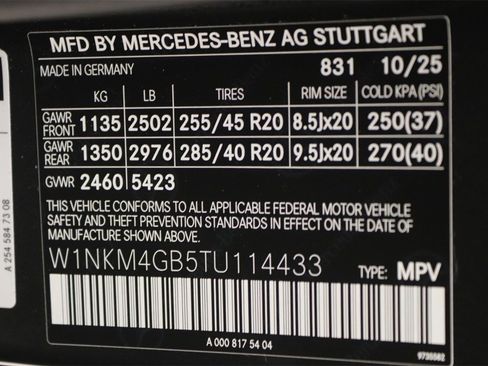 MFD BY MERCEDES-BENZ AG STUTTGART
MADE IN GERMANY 831 10/25
KG LB TIRES RIM SIZE COLD KPA(PSI)
GAWR FRONT 1135 2502 255/45 R20 8.5Jx20 250(37)
GAWR REAR 1350 2976 285/40 R20 9.5Jx20 270(40)
GVWR 2460 5423
THIS VEHICLE CONFORMS TO ALL APPLICABLE FEDERAL MOTOR VEHICLE
SAFETY AND THEFT PREVENTION STANDARDS IN EFFECT ON THE DATE OF
MANUFACTURE SHOWN ABOVE.
W1NKM4GB5TU114433 TYPE: MPV
A 000 817 54 04
9735582
A 254 584 73 08